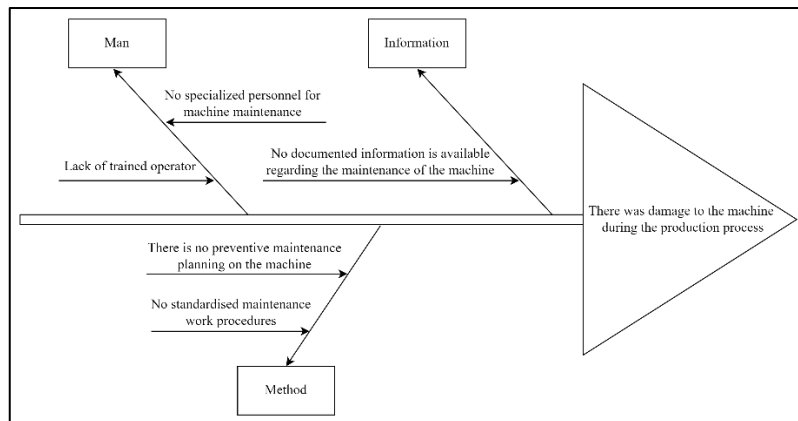 Man
Information
No specialized personnel for
machine maintenance
Lack of trained operator
No documented information is available
regarding the maintenance of the machine
There was damage to the machine
during the production process
There is no preventive maintenance
planning on the machine
No standardised maintenance
work procedures
Method